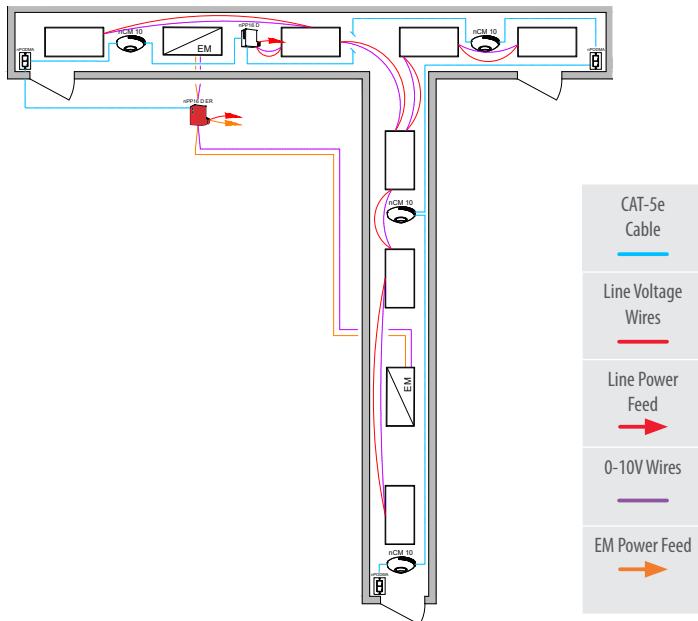 nPODMA
nCM 10
EM
nPP16 D
nCM 10
nPODMA
nPP16 D ER
nCM 10
EM
nCM 10
nPODMA
CAT-5e
Cable
Line Voltage
Wires
Line Power
Feed
0-10V Wires
EM Power Feed